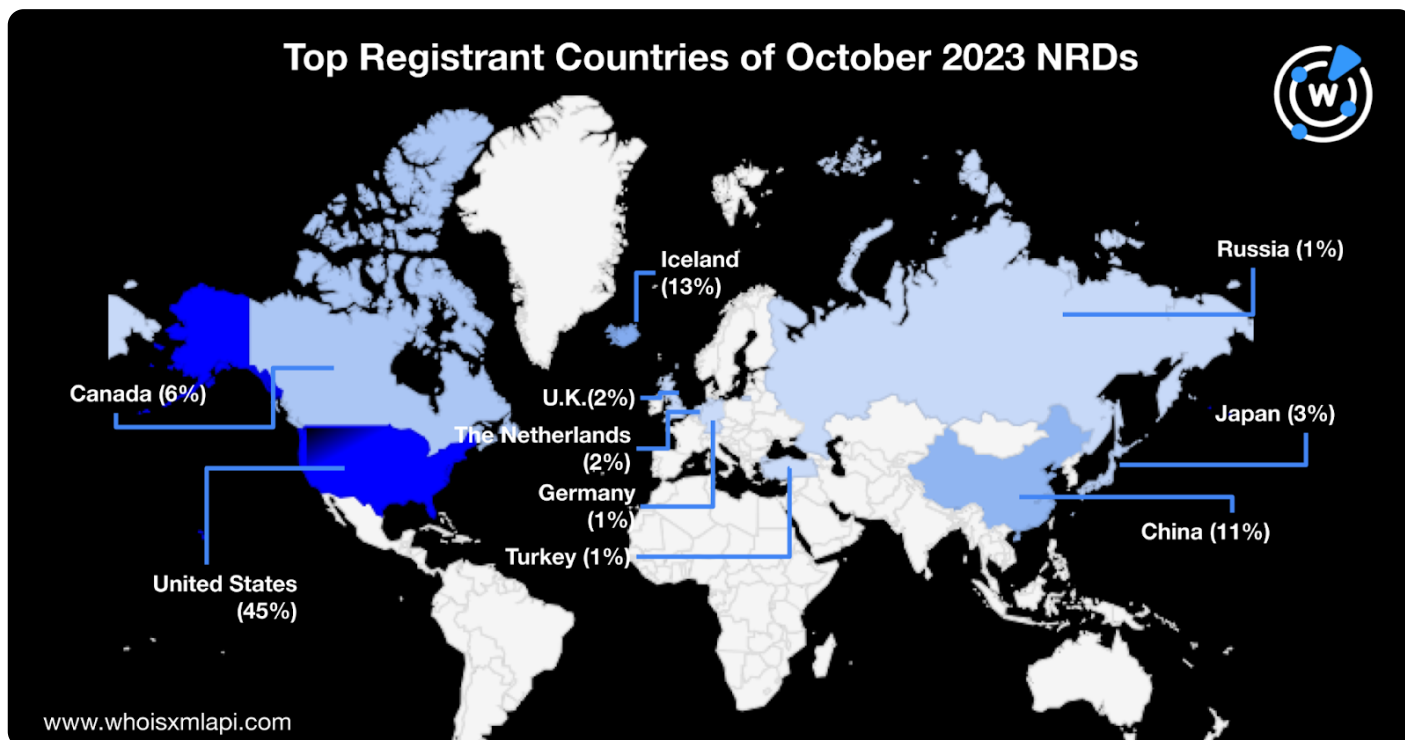 Top Registrant Countries of October 2023 NRDs
W
Iceland
(13%)
Russia (1%)
Canada (6%)
U.K.(2%)
Japan (3%)
The Netherlands
(2%)
Germany
(1%)
China (11%)
Turkey (1%)
United States
(45%)
www.whoisxmlapi.com